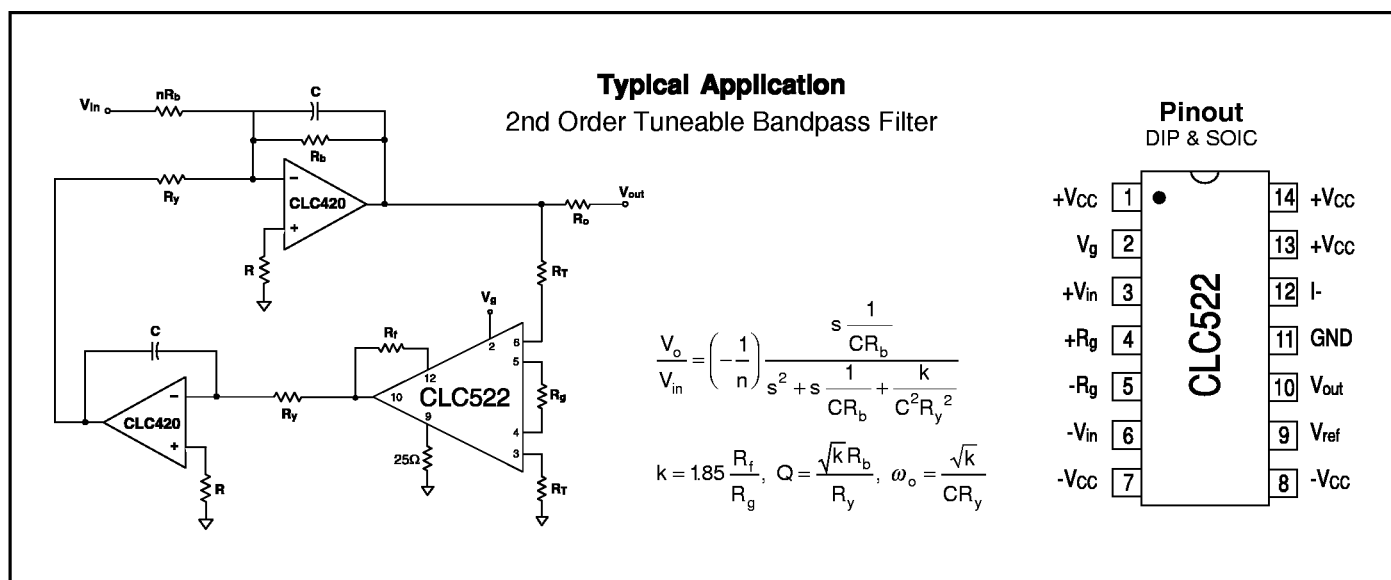 Typical Application
2nd Order Tuneable Bandpass Filter
Vin
nRb
C
Rb
Ry
−
CLC420
+
R
Vout
Ro
RT
Vg
Rf
2
6
5
12
10
CLC522
Rg
9
4
3
25Ω
RT
C
−
CLC420
+
R
Ry
Vo/Vin = (−1/n) (s 1/(CRb)) / (s² + s 1/(CRb) + k/(C²Ry²))
k = 1.85 Rf/Rg, Q = √k Rb/Ry, ωo = √k/(CRy)
Pinout
DIP & SOIC
+VCC 1 14 +VCC
Vg 2 13 +VCC
+Vin 3 12 I-
+Rg 4 11 GND
-Rg 5 10 Vout
-Vin 6 9 Vref
-VCC 7 8 -VCC
CLC522